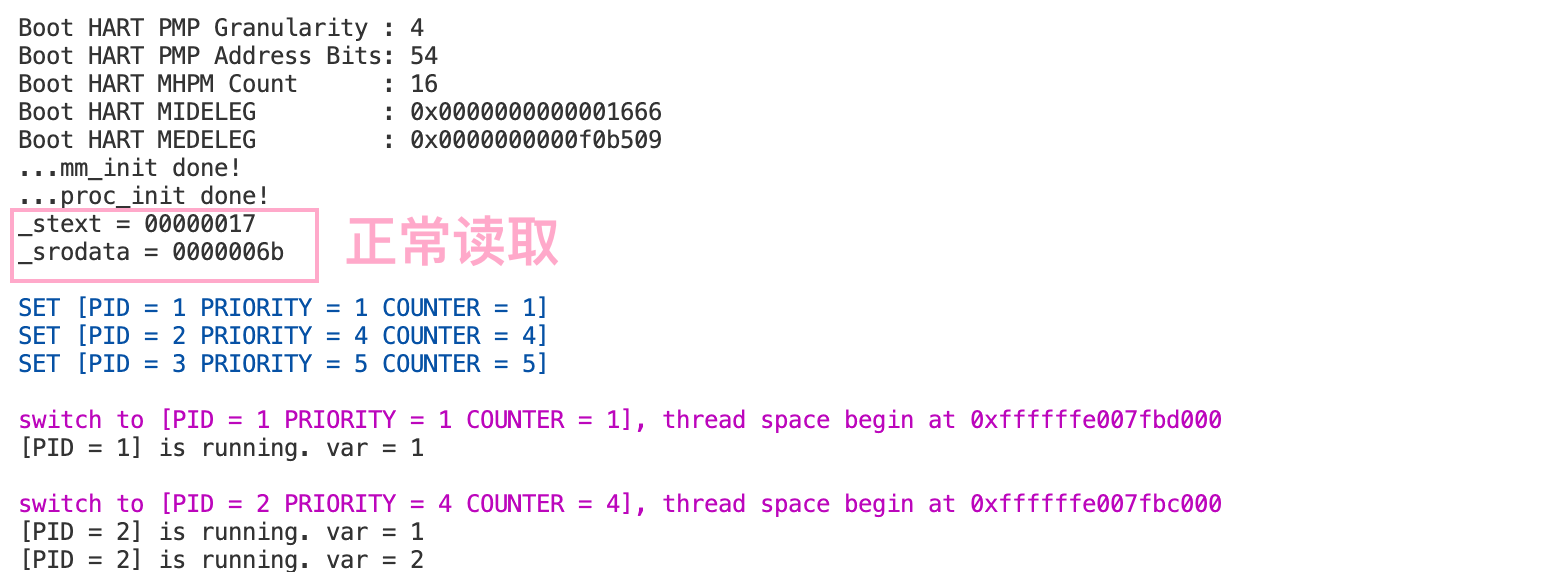 Boot HART PMP Granularity : 4
Boot HART PMP Address Bits: 54
Boot HART MHPM Count      : 16
Boot HART MIDELEG         : 0x0000000000001666
Boot HART MEDELEG         : 0x0000000000f0b509
...mm_init done!
...proc_init done!
_stext = 00000017
_srodata = 0000006b
正常读取
SET [PID = 1 PRIORITY = 1 COUNTER = 1]
SET [PID = 2 PRIORITY = 4 COUNTER = 4]
SET [PID = 3 PRIORITY = 5 COUNTER = 5]
switch to [PID = 1 PRIORITY = 1 COUNTER = 1], thread space begin at 0xffffffe007fbd000
[PID = 1] is running. var = 1
switch to [PID = 2 PRIORITY = 4 COUNTER = 4], thread space begin at 0xffffffe007fbc000
[PID = 2] is running. var = 1
[PID = 2] is running. var = 2